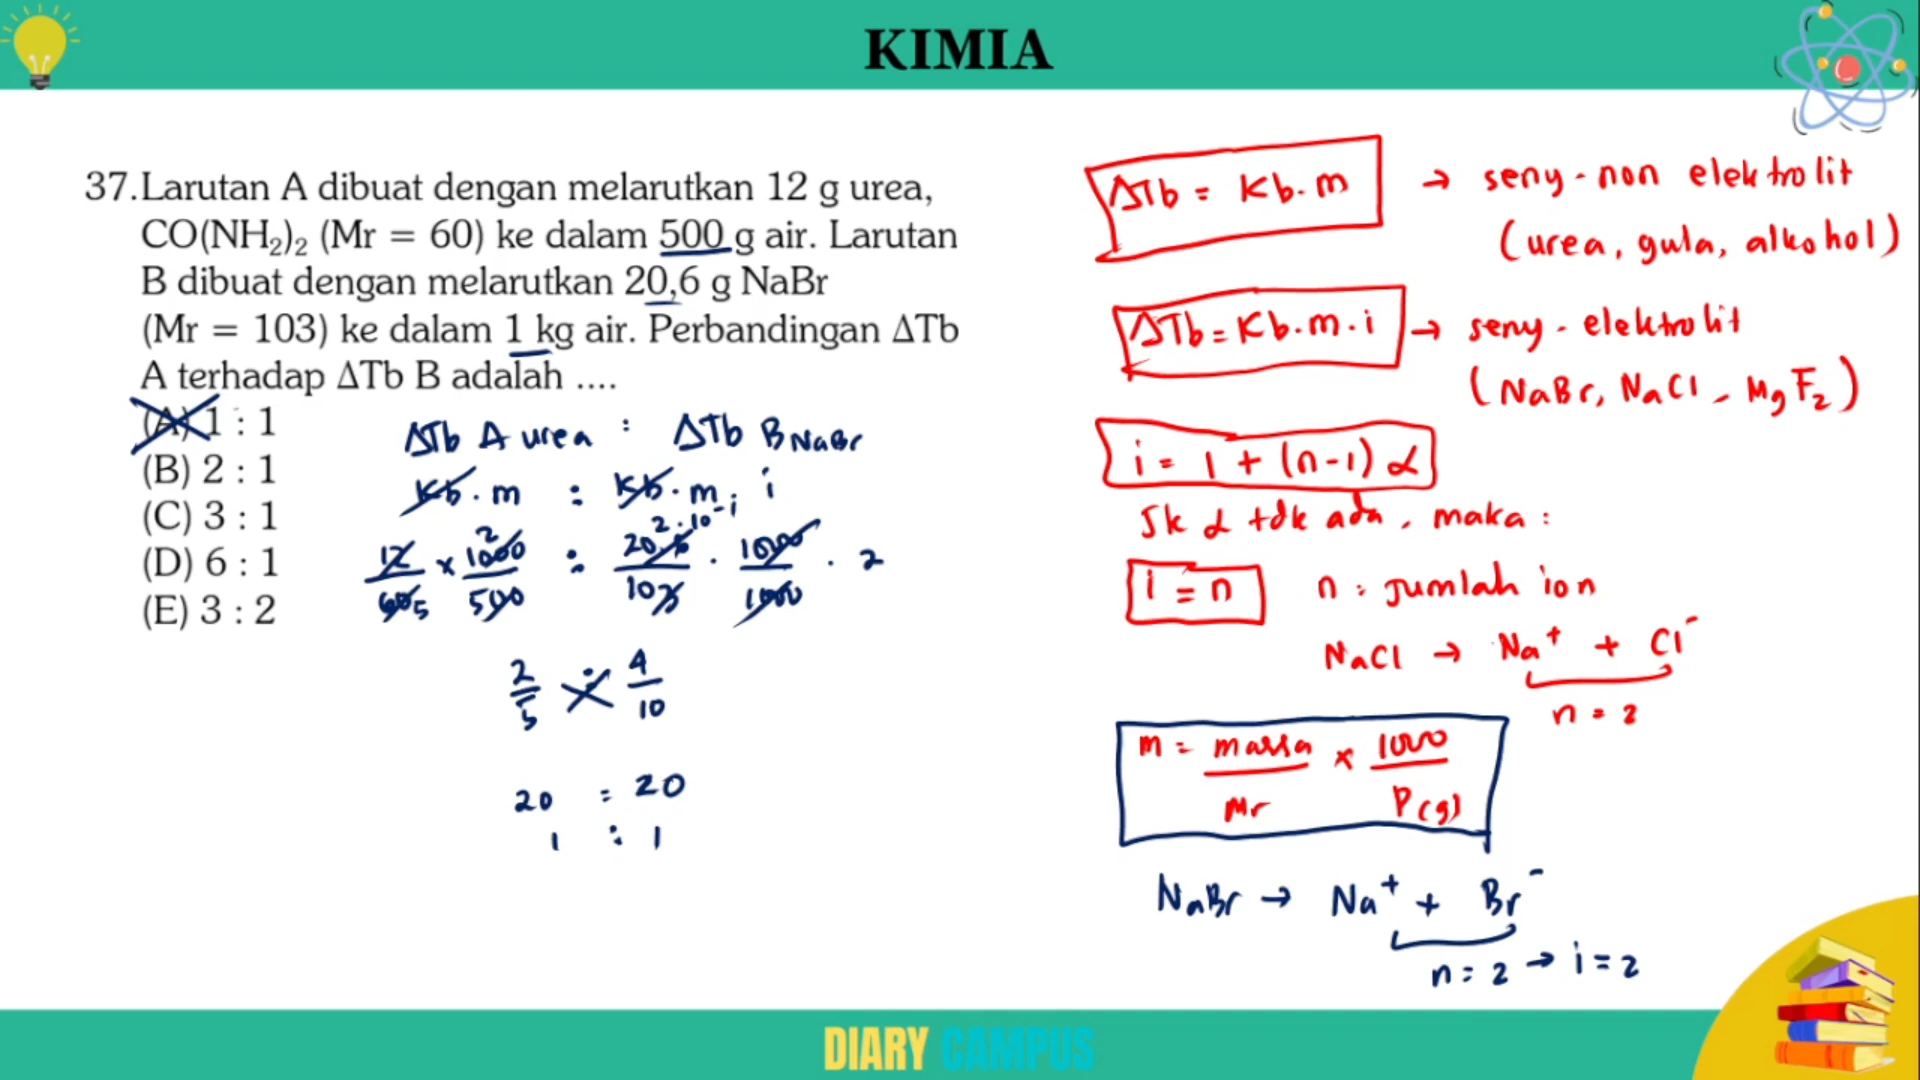 KIMIA
37.Larutan A dibuat dengan melarutkan 12 g urea,
CO(NH₂)₂ (Mr = 60) ke dalam 500 g air. Larutan
B dibuat dengan melarutkan 20,6 g NaBr
(Mr = 103) ke dalam 1 kg air. Perbandingan ΔTb
A terhadap ΔTb B adalah ....
(A) 1 : 1
(B) 2 : 1
(C) 3 : 1
(D) 6 : 1
(E) 3 : 2
ΔTb A urea : ΔTb B NaBr
Kb . m : Kb . m . i
2 2 . 10⁻¹
12/60 5 x 1000/500 : 20,6/103 . 1000/1000 . 2
2/5 : 4/10
20 : 20
1 : 1
ΔTb = Kb . m → seny. non elektrolit
(urea, gula, alkohol)
ΔTb = Kb . m . i → seny. elektrolit
(NaBr, NaCl, MgF₂)
i = 1 + (n-1) α
Jk α tdk ada, maka :
i = n n : jumlah ion
NaCl → Na⁺ + Cl⁻
n = 2
m = massa/Mr x 1000/P(g)
NaBr → Na⁺ + Br⁻
n = 2 → i = 2
DIARY CAMPUS